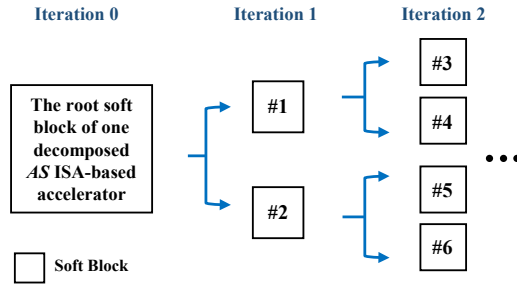 Iteration 0
Iteration 1
Iteration 2
The root soft
block of one
decomposed
AS ISA-based
accelerator
#1
#2
#3
#4
#5
#6
Soft Block